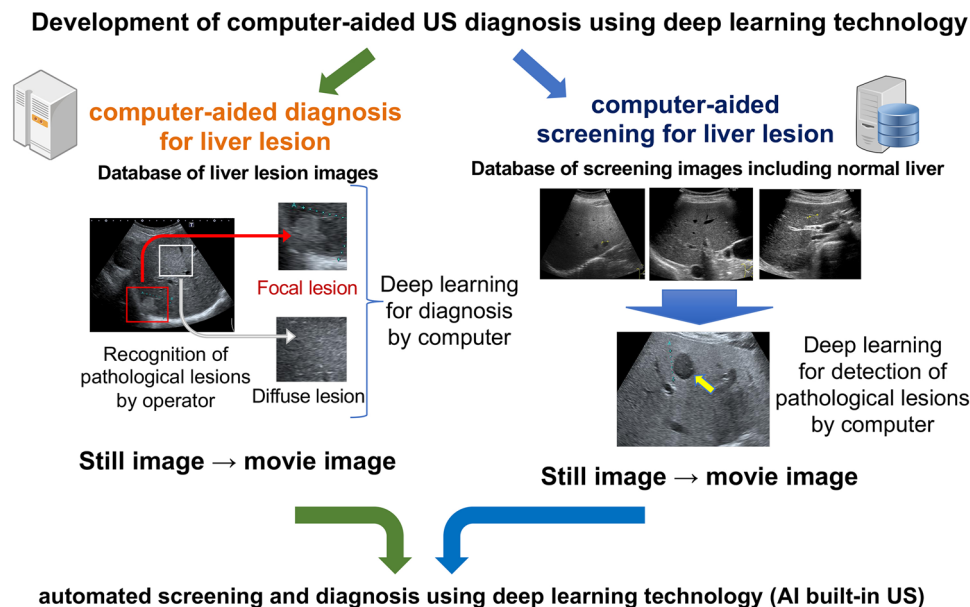 Development of computer-aided US diagnosis using deep learning technology
computer-aided diagnosis
for liver lesion
Database of liver lesion images
Focal lesion
Diffuse lesion
Recognition of
pathological lesions
by operator
Deep learning
for diagnosis
by computer
Still image → movie image
computer-aided
screening for liver lesion
Database of screening images including normal liver
Deep learning
for detection of
pathological lesions
by computer
Still image → movie image
automated screening and diagnosis using deep learning technology (AI built-in US)